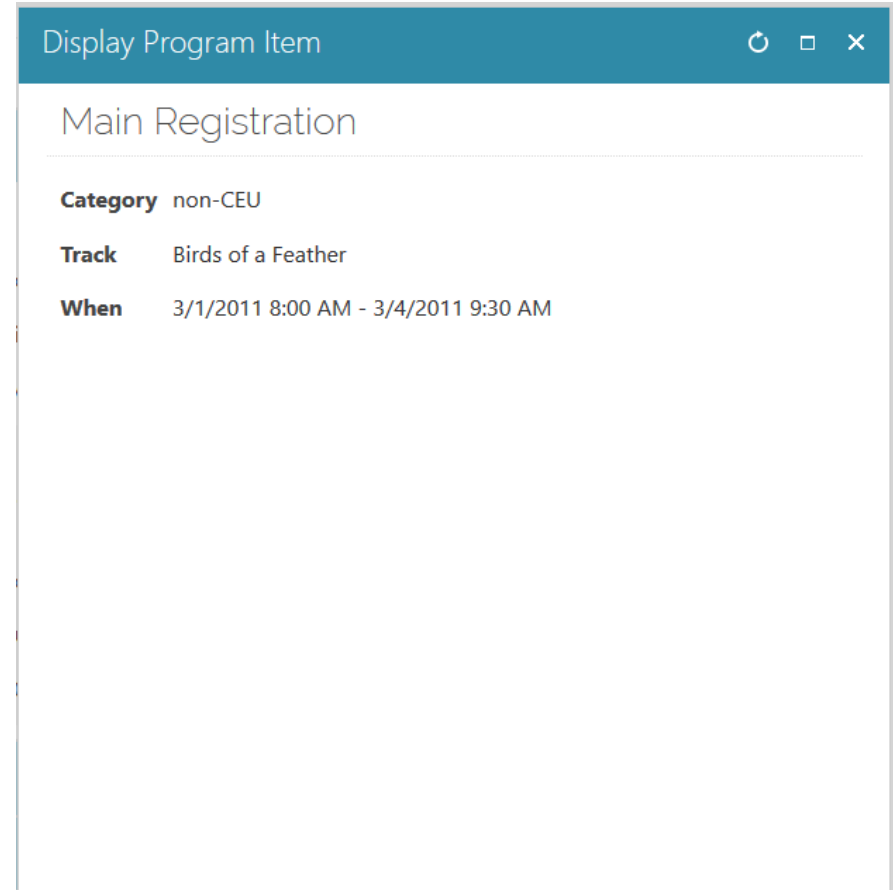 Display Program Item
Main Registration
Category non-CEU
Track Birds of a Feather
When 3/1/2011 8:00 AM - 3/4/2011 9:30 AM